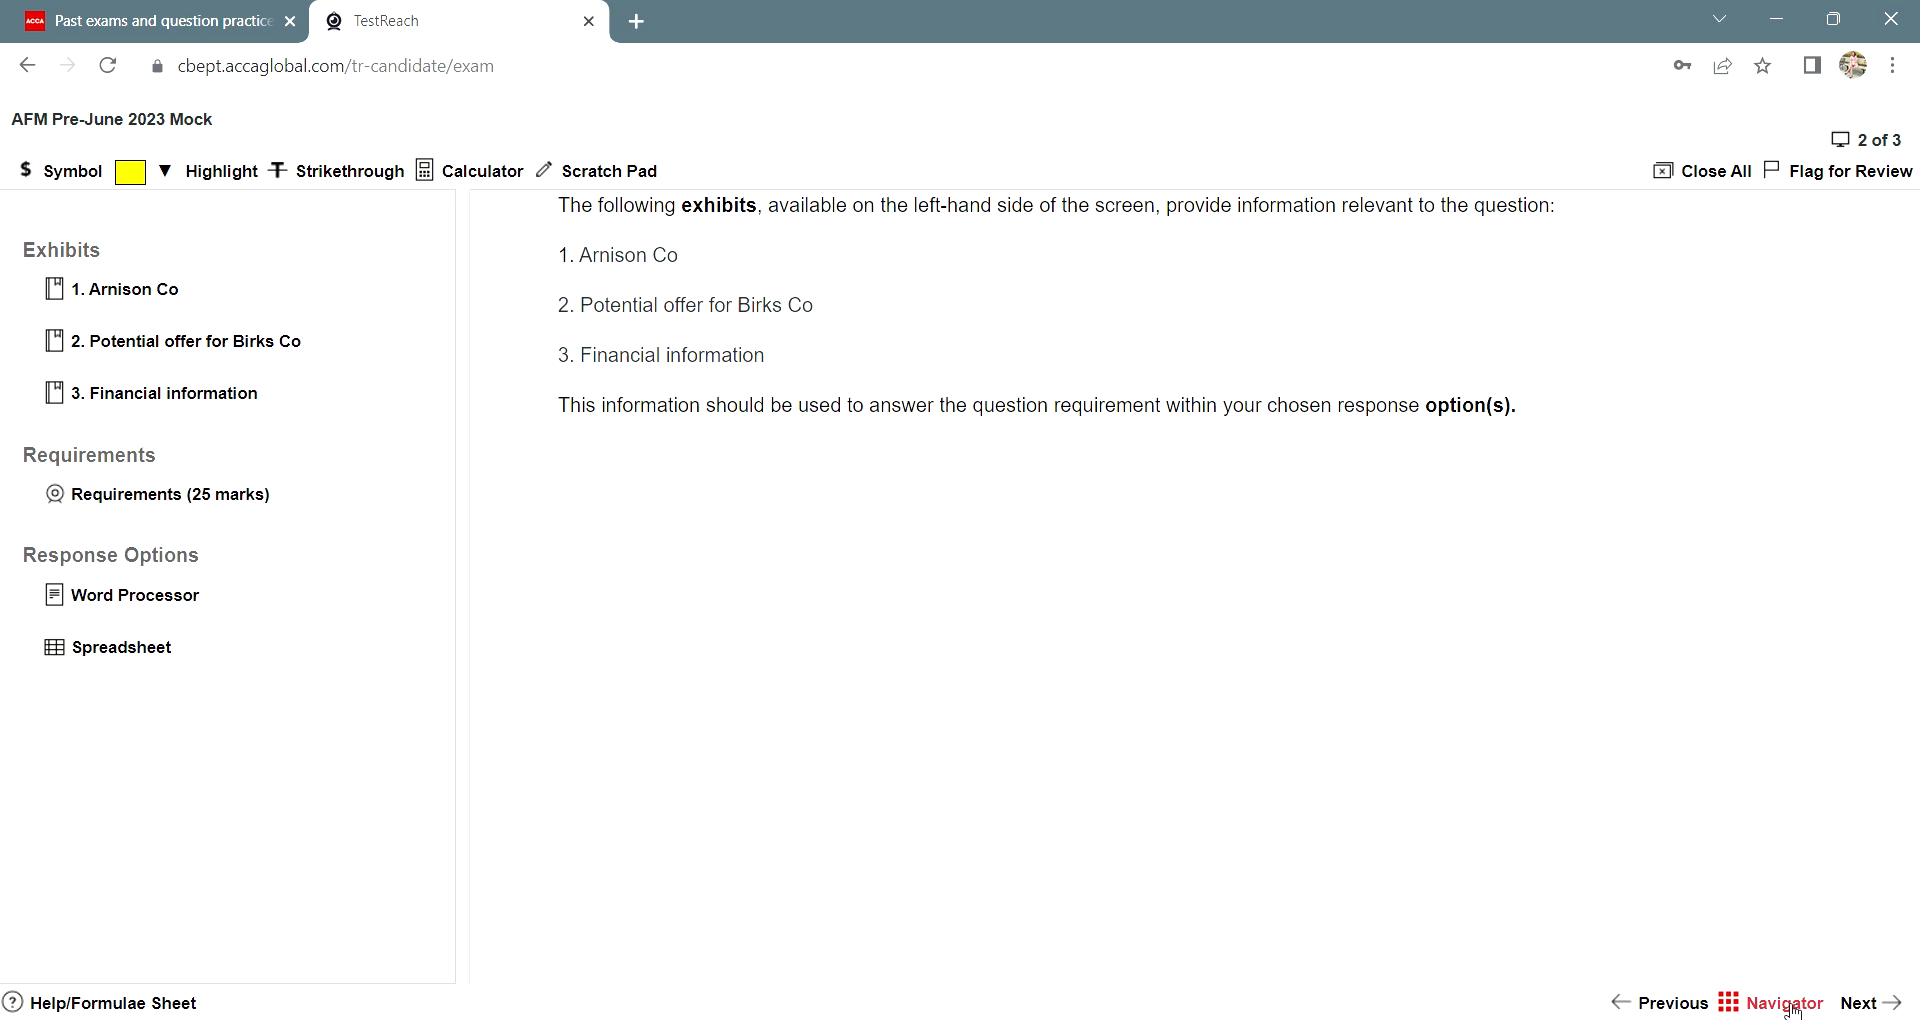 ACCA Past exams and question practice
TestReach
cbept.accaglobal.com/tr-candidate/exam
AFM Pre-June 2023 Mock
2 of 3
$ Symbol ▼ Highlight T Strikethrough Calculator Scratch Pad Close All Flag for Review
The following exhibits, available on the left-hand side of the screen, provide information relevant to the question:
1. Arnison Co
2. Potential offer for Birks Co
3. Financial information
This information should be used to answer the question requirement within your chosen response option(s).
Exhibits
1. Arnison Co
2. Potential offer for Birks Co
3. Financial information
Requirements
Requirements (25 marks)
Response Options
Word Processor
Spreadsheet
? Help/Formulae Sheet
Previous Navigator Next